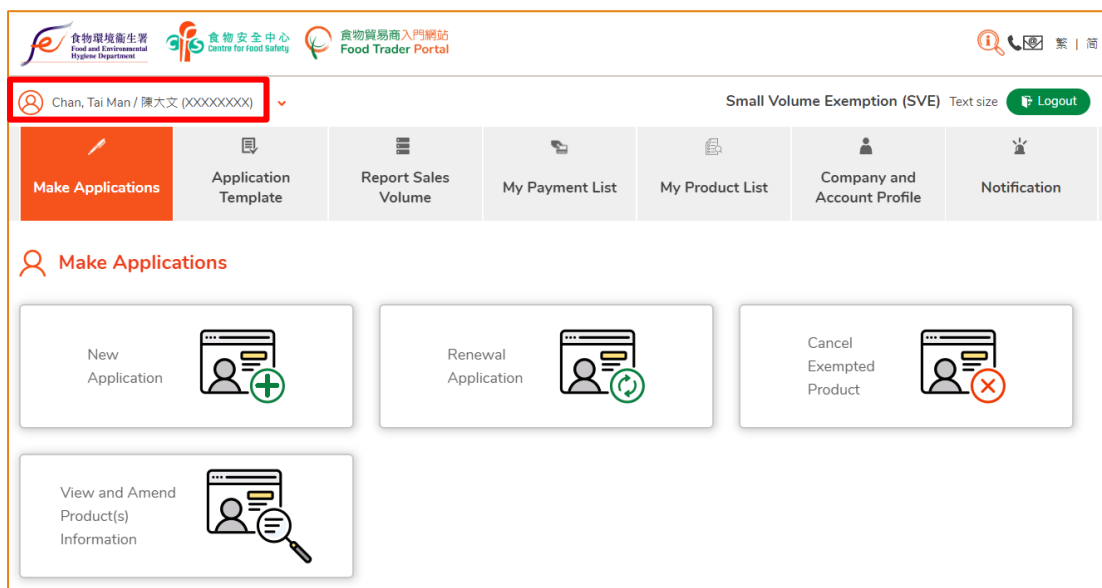 食物環境衞生署
Food and Environmental
Hygiene Department
食物安全中心
Centre for Food Safety
食物貿易商入門網站
Food Trader Portal
繁 | 简
Chan, Tai Man / 陳大文 (XXXXXXXX)
Small Volume Exemption (SVE) Text size Logout
Make Applications
Application
Template
Report Sales
Volume
My Payment List
My Product List
Company and
Account Profile
Notification
Make Applications
New
Application
Renewal
Application
Cancel
Exempted
Product
View and Amend
Product(s)
Information